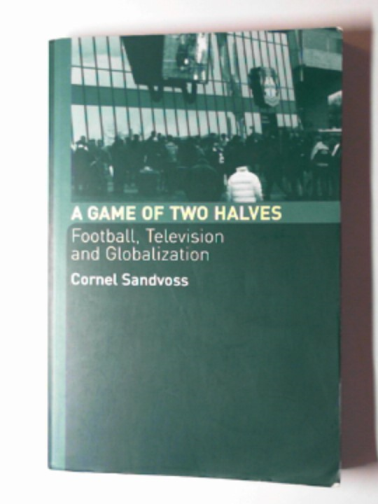 A GAME OF TWO HALVES
Football, Television
and Globalization
Cornel Sandvoss